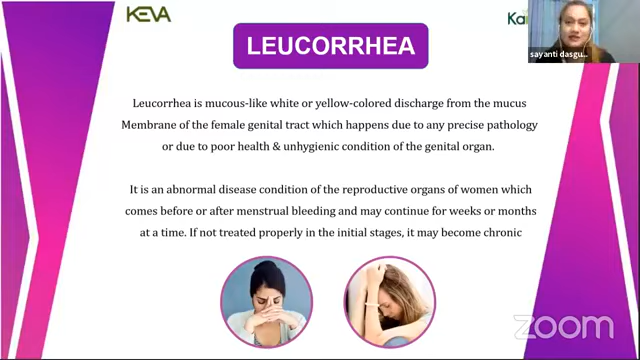 KEVA
Kai
LEUCORRHEA
sayanti dasgu...
Leucorrhea is mucous-like white or yellow-colored discharge from the mucus
Membrane of the female genital tract which happens due to any precise pathology
or due to poor health & unhygienic condition of the genital organ.
It is an abnormal disease condition of the reproductive organs of women which
comes before or after menstrual bleeding and may continue for weeks or months
at a time. If not treated properly in the initial stages, it may become chronic
zoom